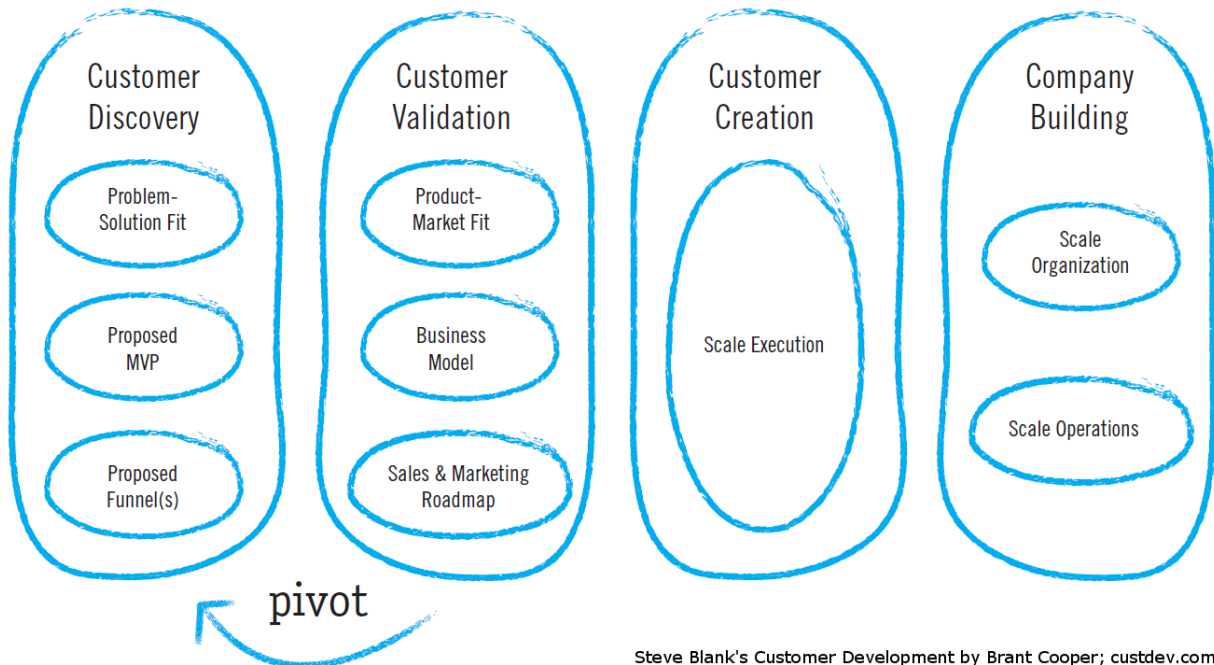 Customer
Discovery
Problem-
Solution Fit
Proposed
MVP
Proposed
Funnel(s)
Customer
Validation
Product-
Market Fit
Business
Model
Sales & Marketing
Roadmap
Customer
Creation
Scale Execution
Company
Building
Scale
Organization
Scale Operations
pivot
Steve Blank's Customer Development by Brant Cooper; custdev.com